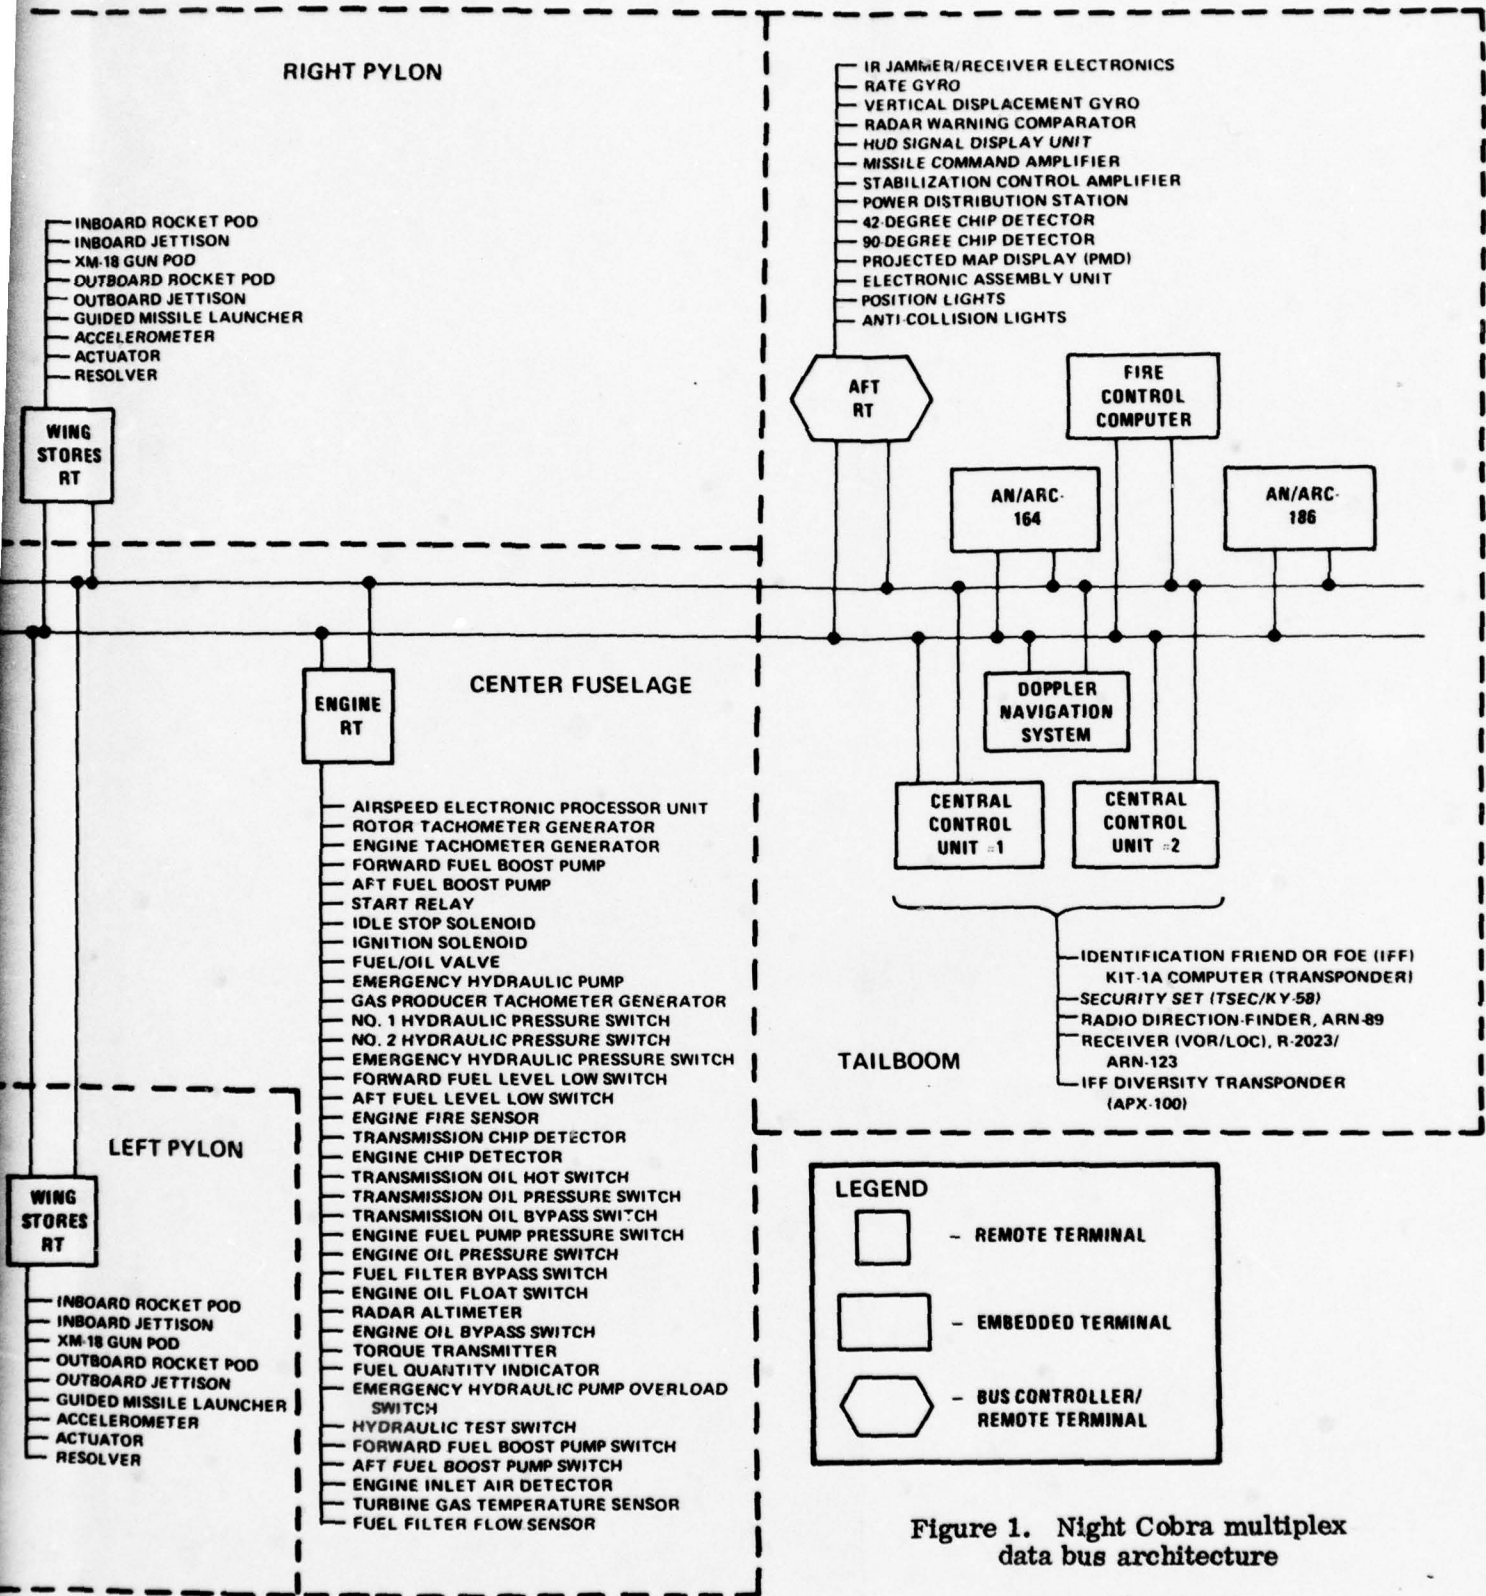 RIGHT PYLON
INBOARD ROCKET POD
INBOARD JETTISON
XM-18 GUN POD
OUTBOARD ROCKET POD
OUTBOARD JETTISON
GUIDED MISSILE LAUNCHER
ACCELEROMETER
ACTUATOR
RESOLVER
WING
STORES
RT
IR JAMMER/RECEIVER ELECTRONICS
RATE GYRO
VERTICAL DISPLACEMENT GYRO
RADAR WARNING COMPARATOR
HUD SIGNAL DISPLAY UNIT
MISSILE COMMAND AMPLIFIER
STABILIZATION CONTROL AMPLIFIER
POWER DISTRIBUTION STATION
42-DEGREE CHIP DETECTOR
90-DEGREE CHIP DETECTOR
PROJECTED MAP DISPLAY (PMD)
ELECTRONIC ASSEMBLY UNIT
POSITION LIGHTS
ANTI-COLLISION LIGHTS
AFT
RT
FIRE
CONTROL
COMPUTER
AN/ARC-
164
AN/ARC-
186
ENGINE
RT
CENTER FUSELAGE
AIRSPEED ELECTRONIC PROCESSOR UNIT
ROTOR TACHOMETER GENERATOR
ENGINE TACHOMETER GENERATOR
FORWARD FUEL BOOST PUMP
AFT FUEL BOOST PUMP
START RELAY
IDLE STOP SOLENOID
IGNITION SOLENOID
FUEL/OIL VALVE
EMERGENCY HYDRAULIC PUMP
GAS PRODUCER TACHOMETER GENERATOR
NO. 1 HYDRAULIC PRESSURE SWITCH
NO. 2 HYDRAULIC PRESSURE SWITCH
EMERGENCY HYDRAULIC PRESSURE SWITCH
FORWARD FUEL LEVEL LOW SWITCH
AFT FUEL LEVEL LOW SWITCH
ENGINE FIRE SENSOR
TRANSMISSION CHIP DETECTOR
ENGINE CHIP DETECTOR
TRANSMISSION OIL HOT SWITCH
TRANSMISSION OIL PRESSURE SWITCH
TRANSMISSION OIL BYPASS SWITCH
ENGINE FUEL PUMP PRESSURE SWITCH
ENGINE OIL PRESSURE SWITCH
FUEL FILTER BYPASS SWITCH
ENGINE OIL FLOAT SWITCH
RADAR ALTIMETER
ENGINE OIL BYPASS SWITCH
TORQUE TRANSMITTER
FUEL QUANTITY INDICATOR
EMERGENCY HYDRAULIC PUMP OVERLOAD
SWITCH
HYDRAULIC TEST SWITCH
FORWARD FUEL BOOST PUMP SWITCH
AFT FUEL BOOST PUMP SWITCH
ENGINE INLET AIR DETECTOR
TURBINE GAS TEMPERATURE SENSOR
FUEL FILTER FLOW SENSOR
DOPPLER
NAVIGATION
SYSTEM
CENTRAL
CONTROL
UNIT #1
CENTRAL
CONTROL
UNIT #2
IDENTIFICATION FRIEND OR FOE (IFF)
KIT-1A COMPUTER (TRANSPONDER)
SECURITY SET (TSEC/KY-58)
RADIO DIRECTION-FINDER, ARN-89
RECEIVER (VOR/LOC), R-2023/
ARN-123
IFF DIVERSITY TRANSPONDER
(APX-100)
TAILBOOM
LEFT PYLON
WING
STORES
RT
INBOARD ROCKET POD
INBOARD JETTISON
XM-18 GUN POD
OUTBOARD ROCKET POD
OUTBOARD JETTISON
GUIDED MISSILE LAUNCHER
ACCELEROMETER
ACTUATOR
RESOLVER
LEGEND
- REMOTE TERMINAL
- EMBEDDED TERMINAL
- BUS CONTROLLER/
REMOTE TERMINAL
Figure 1. Night Cobra multiplex
data bus architecture